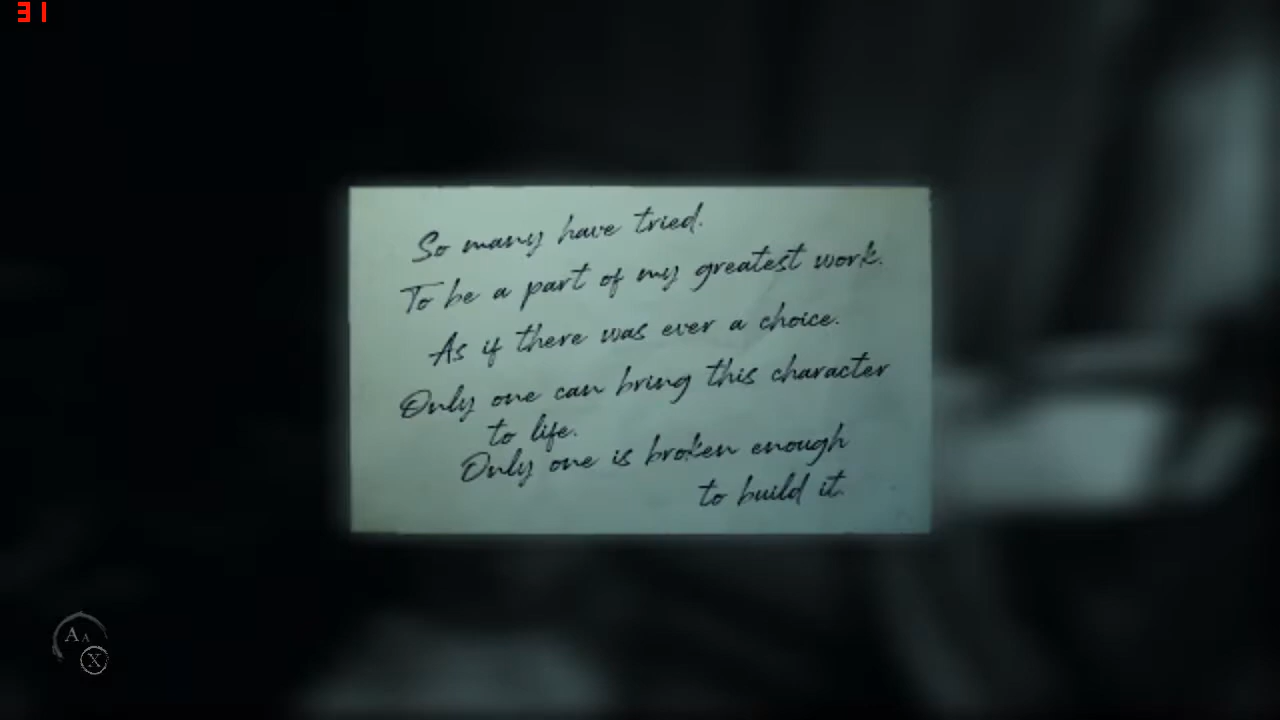 31
So many have tried.
To be a part of my greatest work.
As if there was ever a choice.
Only one can bring this character
to life.
Only one is broken enough
to build it.
A A
X